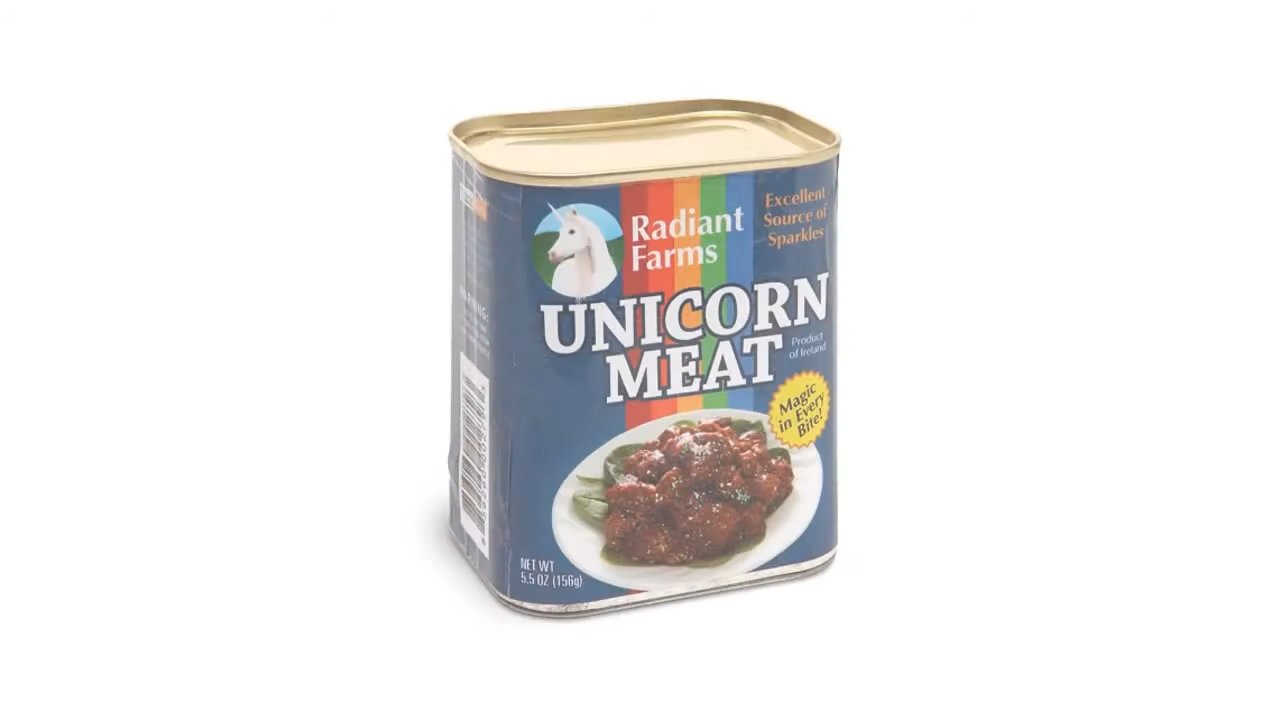 Radiant
Farms
Excellent
Source of
Sparkles
UNICORN
MEAT
Product
of Ireland
Magic
in Every
Bite!
NET WT
5.5 OZ (156g)
WARNING: